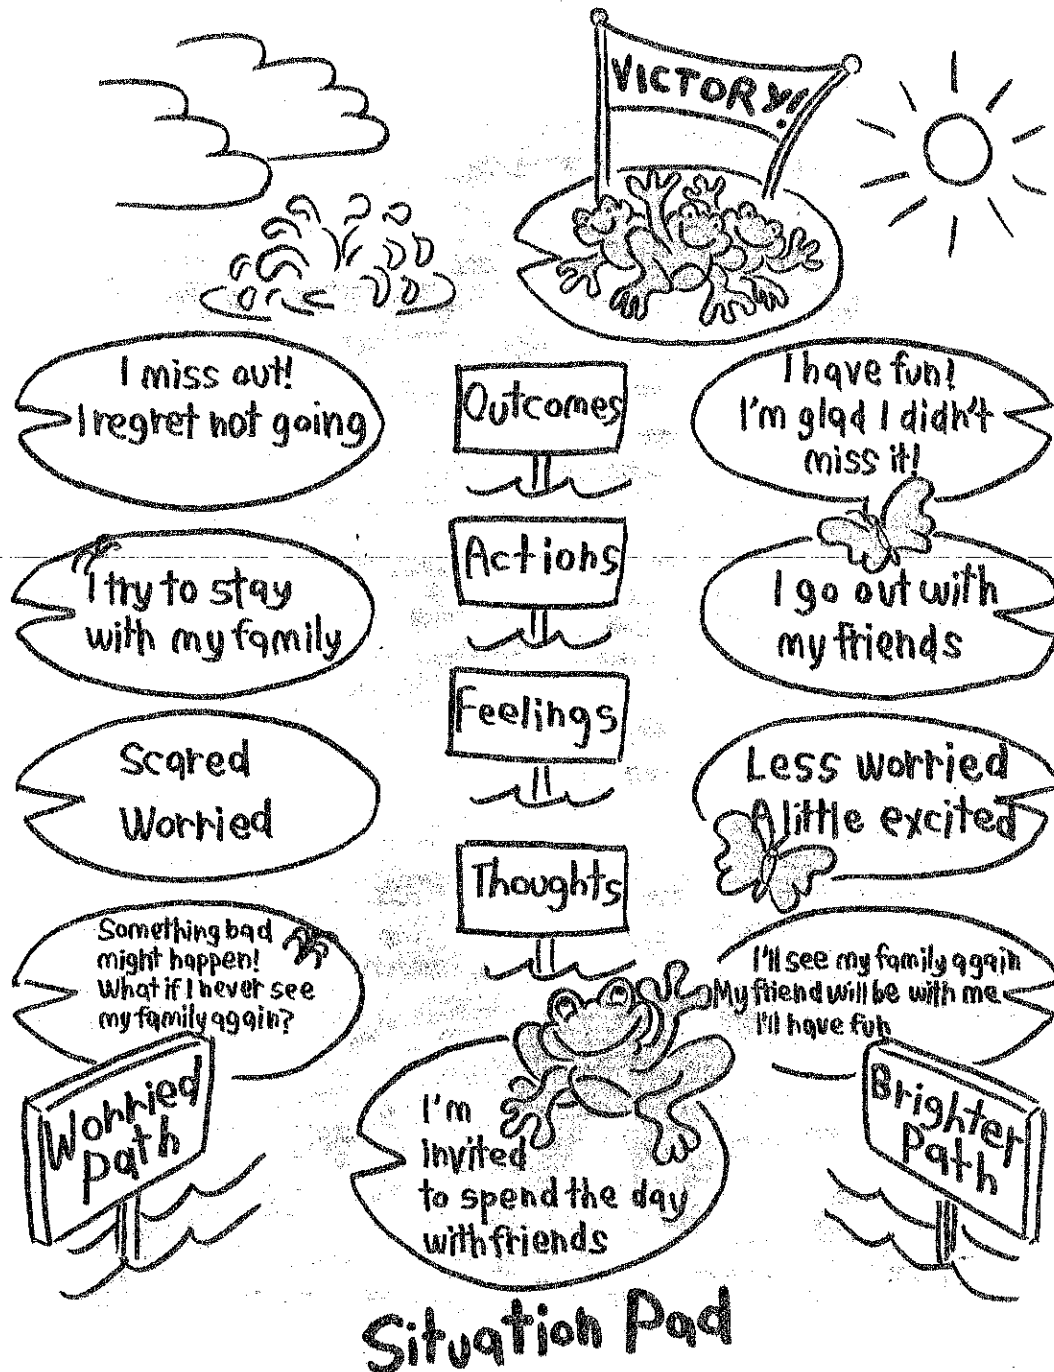 VICTORY!
I miss out!
I regret not going
Outcomes
I have fun!
I'm glad I didn't
miss it!
I try to stay
with my family
Actions
I go out with
my friends
Scared
Worried
Feelings
Less worried
A little excited
Something bad
might happen!
What if I never see
my family again?
Thoughts
I'll see my family again
My friend will be with me
I'll have fun
Worried
Path
I'm
invited
to spend the day
with friends
Brighter
Path
Situation Pad